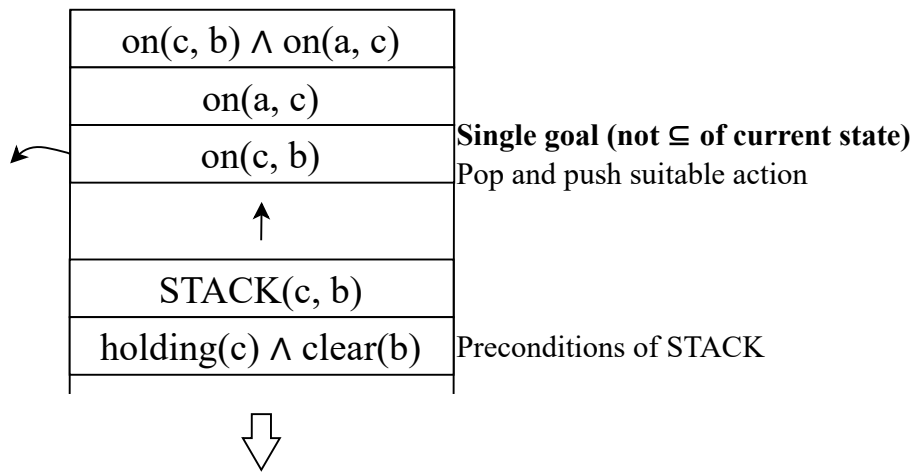 on(c, b) ∧ on(a, c)
on(a, c)
on(c, b)
Single goal (not ⊆ of current state)
Pop and push suitable action
STACK(c, b)
holding(c) ∧ clear(b)
Preconditions of STACK